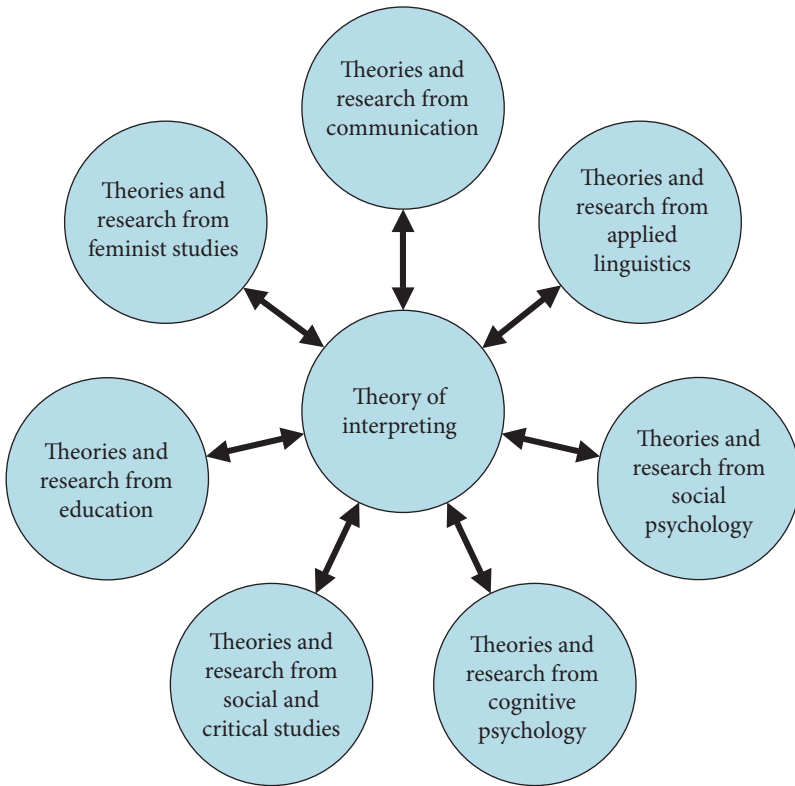 Theories and
research from
communication
Theories and
research from
applied
linguistics
Theories and
research from
social
psychology
Theories and
research from
cognitive
psychology
Theories and
research from
social and
critical studies
Theories and
research from
education
Theories and
research from
feminist studies
Theory of
interpreting